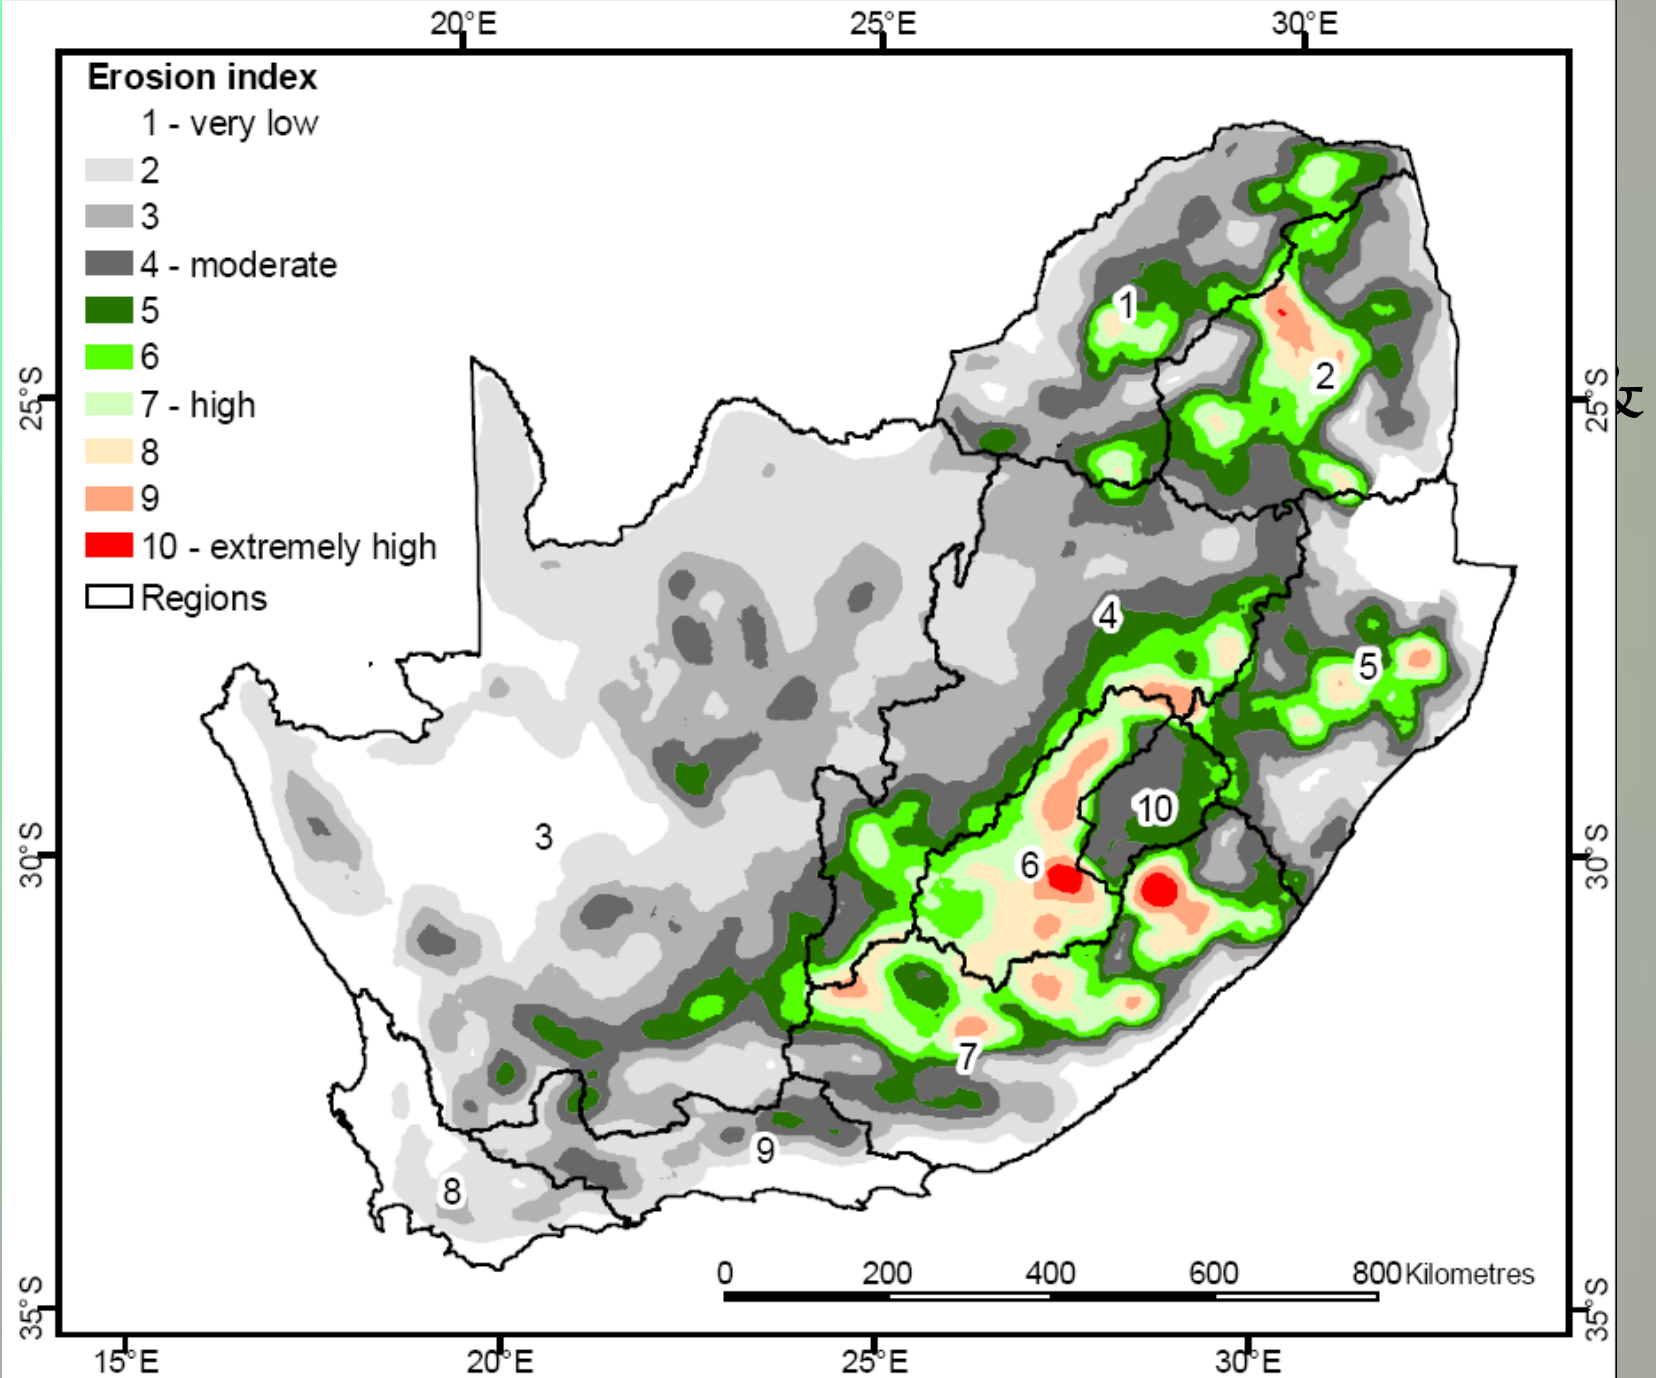 20°E 25°E 30°E
Erosion index
1 - very low
2
3
4 - moderate
5
6
7 - high
8
9
10 - extremely high
Regions
25°S
25°S
&
30°S
30°S
35°S
35°S
1
2
3
4
5
6
7
8
9
10
0 200 400 600 800 Kilometres
15°E 20°E 25°E 30°E